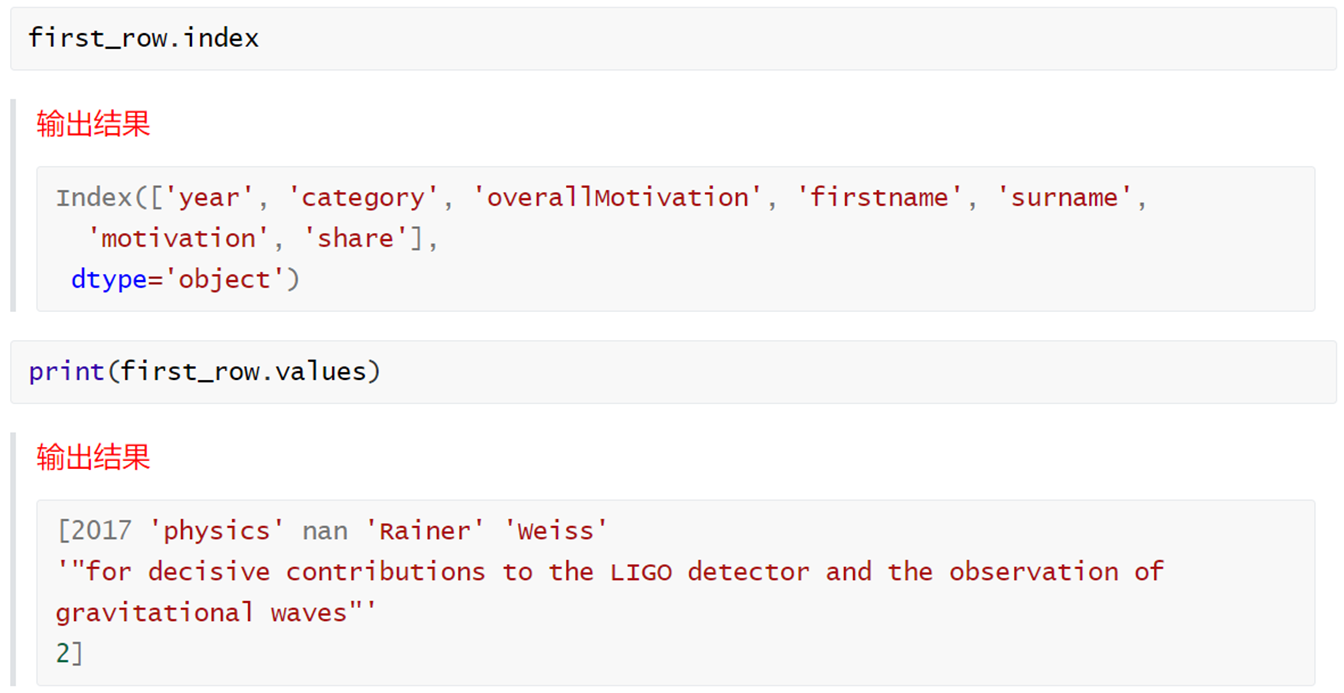 first_row.index
输出结果
Index(['year', 'category', 'overallMotivation', 'firstname', 'surname',
'motivation', 'share'],
dtype='object')
print(first_row.values)
输出结果
[2017 'physics' nan 'Rainer' 'Weiss'
'"for decisive contributions to the LIGO detector and the observation of
gravitational waves"'
2]